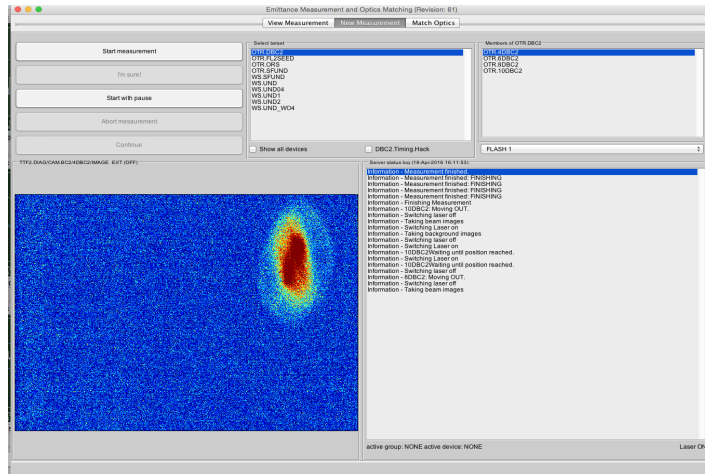 Emittance Measurement and Optics Matching (Revision: 61)
View Measurement New Measurement Match Optics
Start measurement
I'm sure!
Start with pause
Abort measurement
Continue
Select target
OTR.DBC2
OTR.FL2SEED
OTR.ORS
OTR.SFUND
WS.SFUND
WS.UND
WS.UND04
WS.UND1
WS.UND2
WS.UND_WO4
Show all devices DBC2.Timing.Hack
Members of OTR.DBC2
OTR.4DBC2
OTR.6DBC2
OTR.8DBC2
OTR.10DBC2
FLASH 1
TTF2.DIAG/CAM.BC2/4DBC2/IMAGE_EXT (OFF)
Server status log (18-Apr-2016 16:11:53)
Information - Measurement finished.
Information - Measurement finished: FINISHING
Information - Measurement finished: FINISHING
Information - Measurement finished: FINISHING
Information - Measurement finished: FINISHING
Information - Finishing Measurement
Information - 10DBC2: Moving OUT.
Information - Switching laser off
Information - Taking beam images
Information - Switching Laser on
Information - Taking background images
Information - Switching laser off
Information - Switching Laser on
Information - 10DBC2Waiting until position reached.
Information - Switching Laser on
Information - 10DBC2Waiting until position reached.
Information - Switching laser off
Information - 6DBC2: Moving OUT.
Information - Switching laser off
Information - Taking beam images
active group: NONE active device: NONE
Laser ON